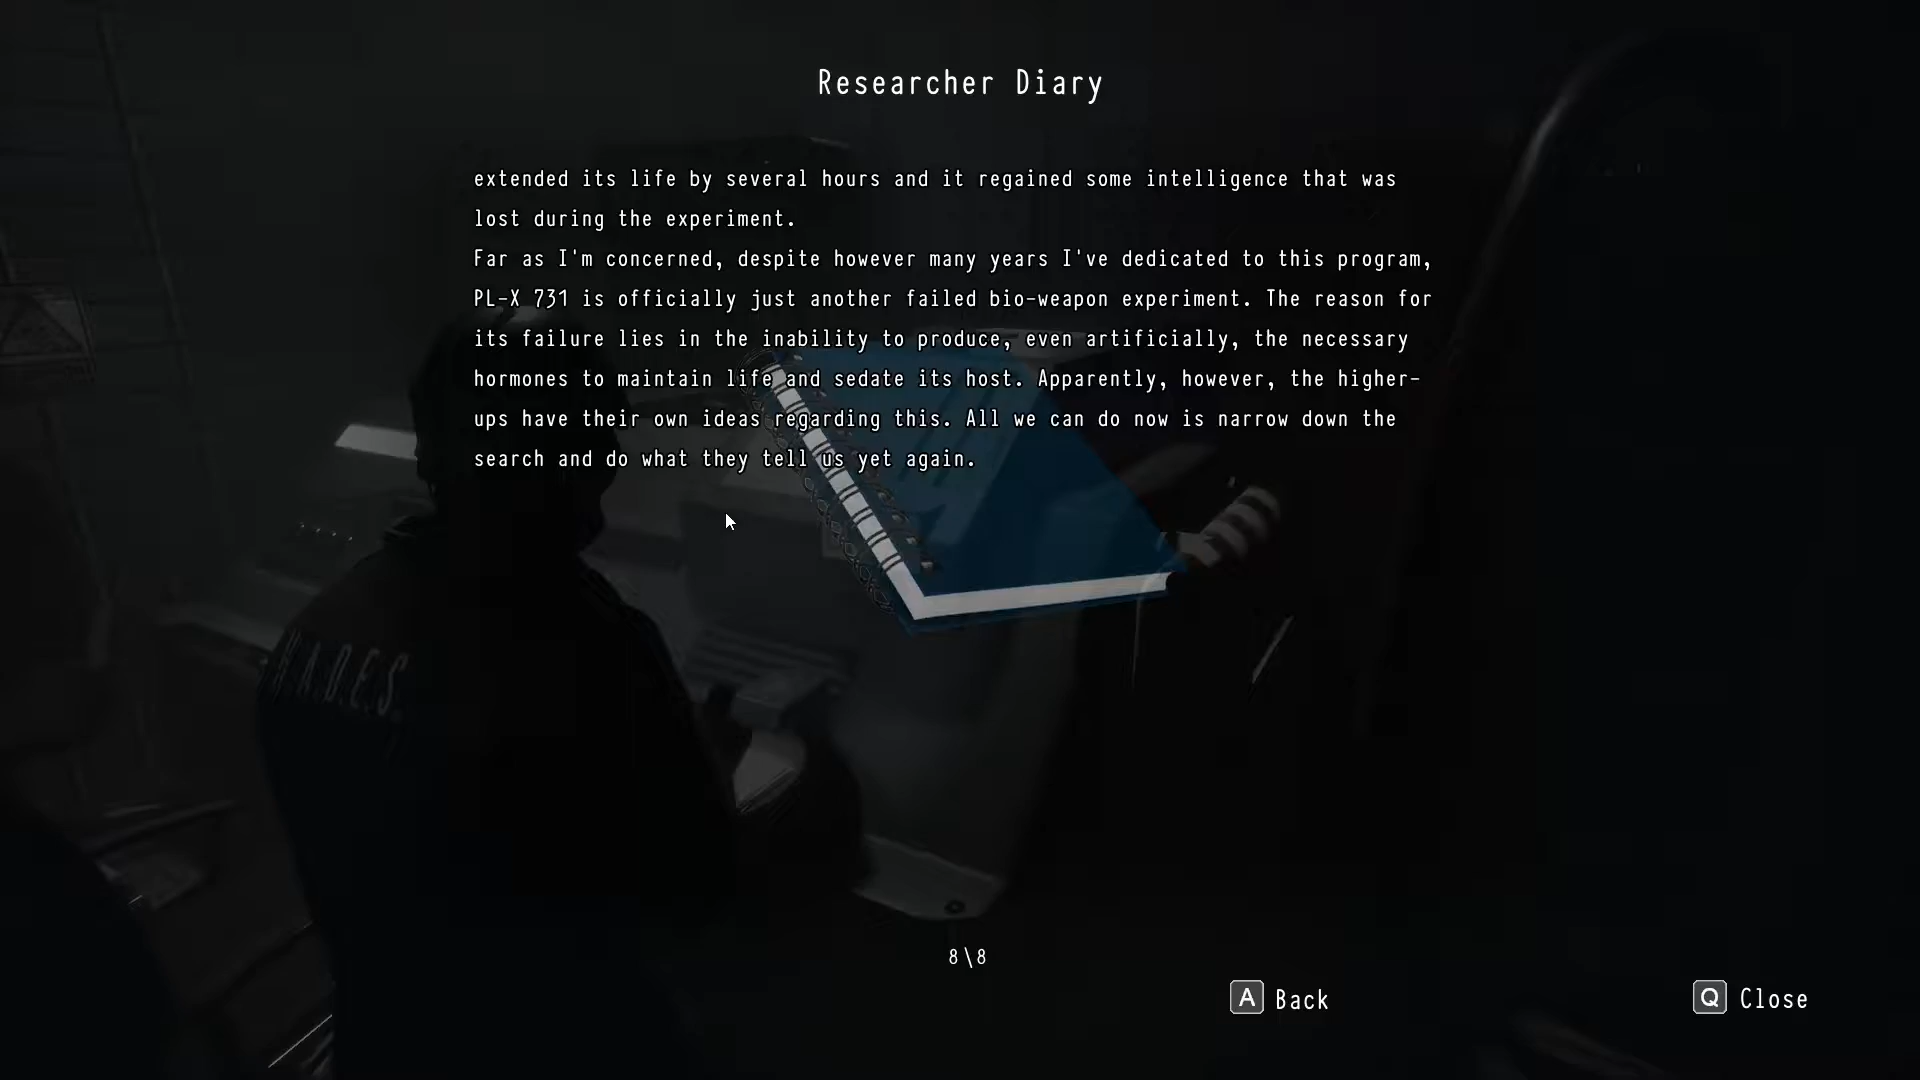 Researcher Diary
extended its life by several hours and it regained some intelligence that was
lost during the experiment.
Far as I'm concerned, despite however many years I've dedicated to this program,
PL-X 731 is officially just another failed bio-weapon experiment. The reason for
its failure lies in the inability to produce, even artificially, the necessary
hormones to maintain life and sedate its host. Apparently, however, the higher-
ups have their own ideas regarding this. All we can do now is narrow down the
search and do what they tell us yet again.
H.A.D.E.S.
8\8
A Back
Q Close